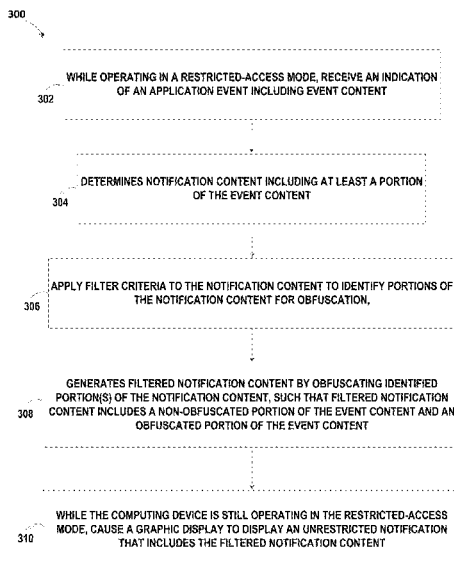 300
WHILE OPERATING IN A RESTRICTED-ACCESS MODE, RECEIVE AN INDICATION
OF AN APPLICATION EVENT INCLUDING EVENT CONTENT
302
DETERMINES NOTIFICATION CONTENT INCLUDING AT LEAST A PORTION
OF THE EVENT CONTENT
304
APPLY FILTER CRITERIA TO THE NOTIFICATION CONTENT TO IDENTIFY PORTIONS OF
THE NOTIFICATION CONTENT FOR OBFUSCATION,
306
GENERATES FILTERED NOTIFICATION CONTENT BY OBFUSCATING IDENTIFIED
PORTION(S) OF THE NOTIFICATION CONTENT, SUCH THAT FILTERED NOTIFICATION
CONTENT INCLUDES A NON-OBFUSCATED PORTION OF THE EVENT CONTENT AND AN
OBFUSCATED PORTION OF THE EVENT CONTENT
308
WHILE THE COMPUTING DEVICE IS STILL OPERATING IN THE RESTRICTED-ACCESS
MODE, CAUSE A GRAPHIC DISPLAY TO DISPLAY AN UNRESTRICTED NOTIFICATION
THAT INCLUDES THE FILTERED NOTIFICATION CONTENT
310